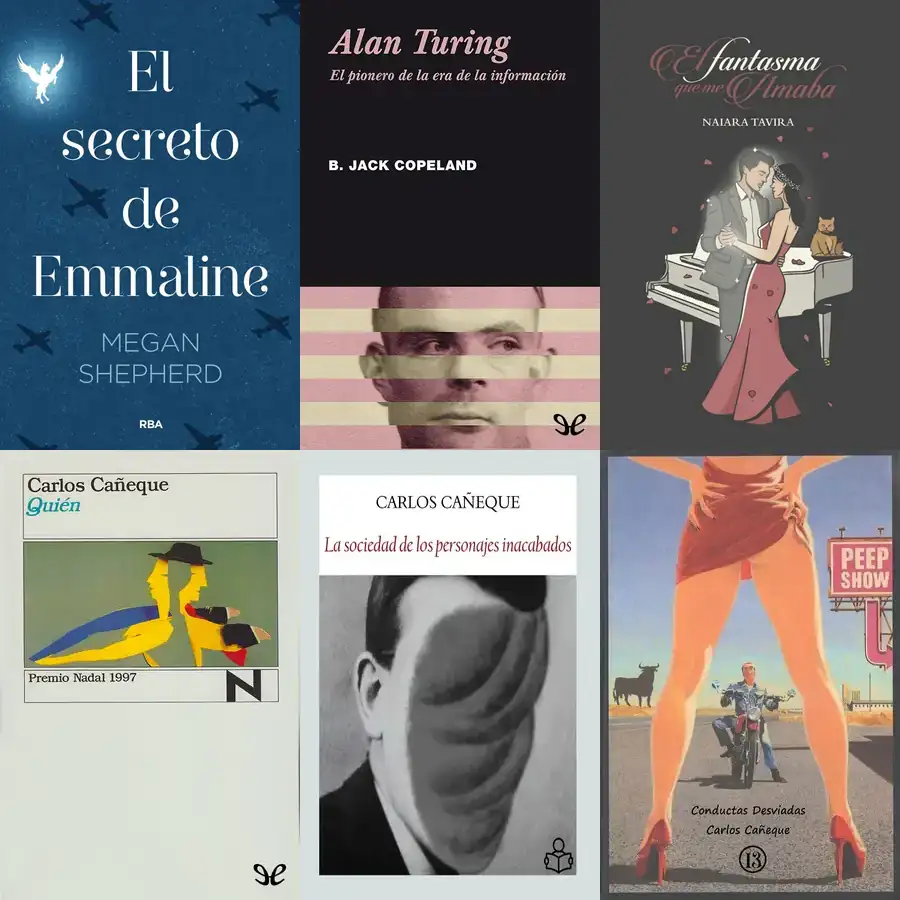 El
secreto
de
Emmaline
MEGAN
SHEPHERD
RBA
Alan Turing
El pionero de la era de la información
B. JACK COPELAND
El fantasma
que me Amaba
NAIARA TAVIRA
Carlos Cañeque
Quién
Premio Nadal 1997
N
CARLOS CAÑEQUE
La sociedad de los personajes inacabados
PEEP
SHOW
Conductas Desviadas
Carlos Cañeque
13